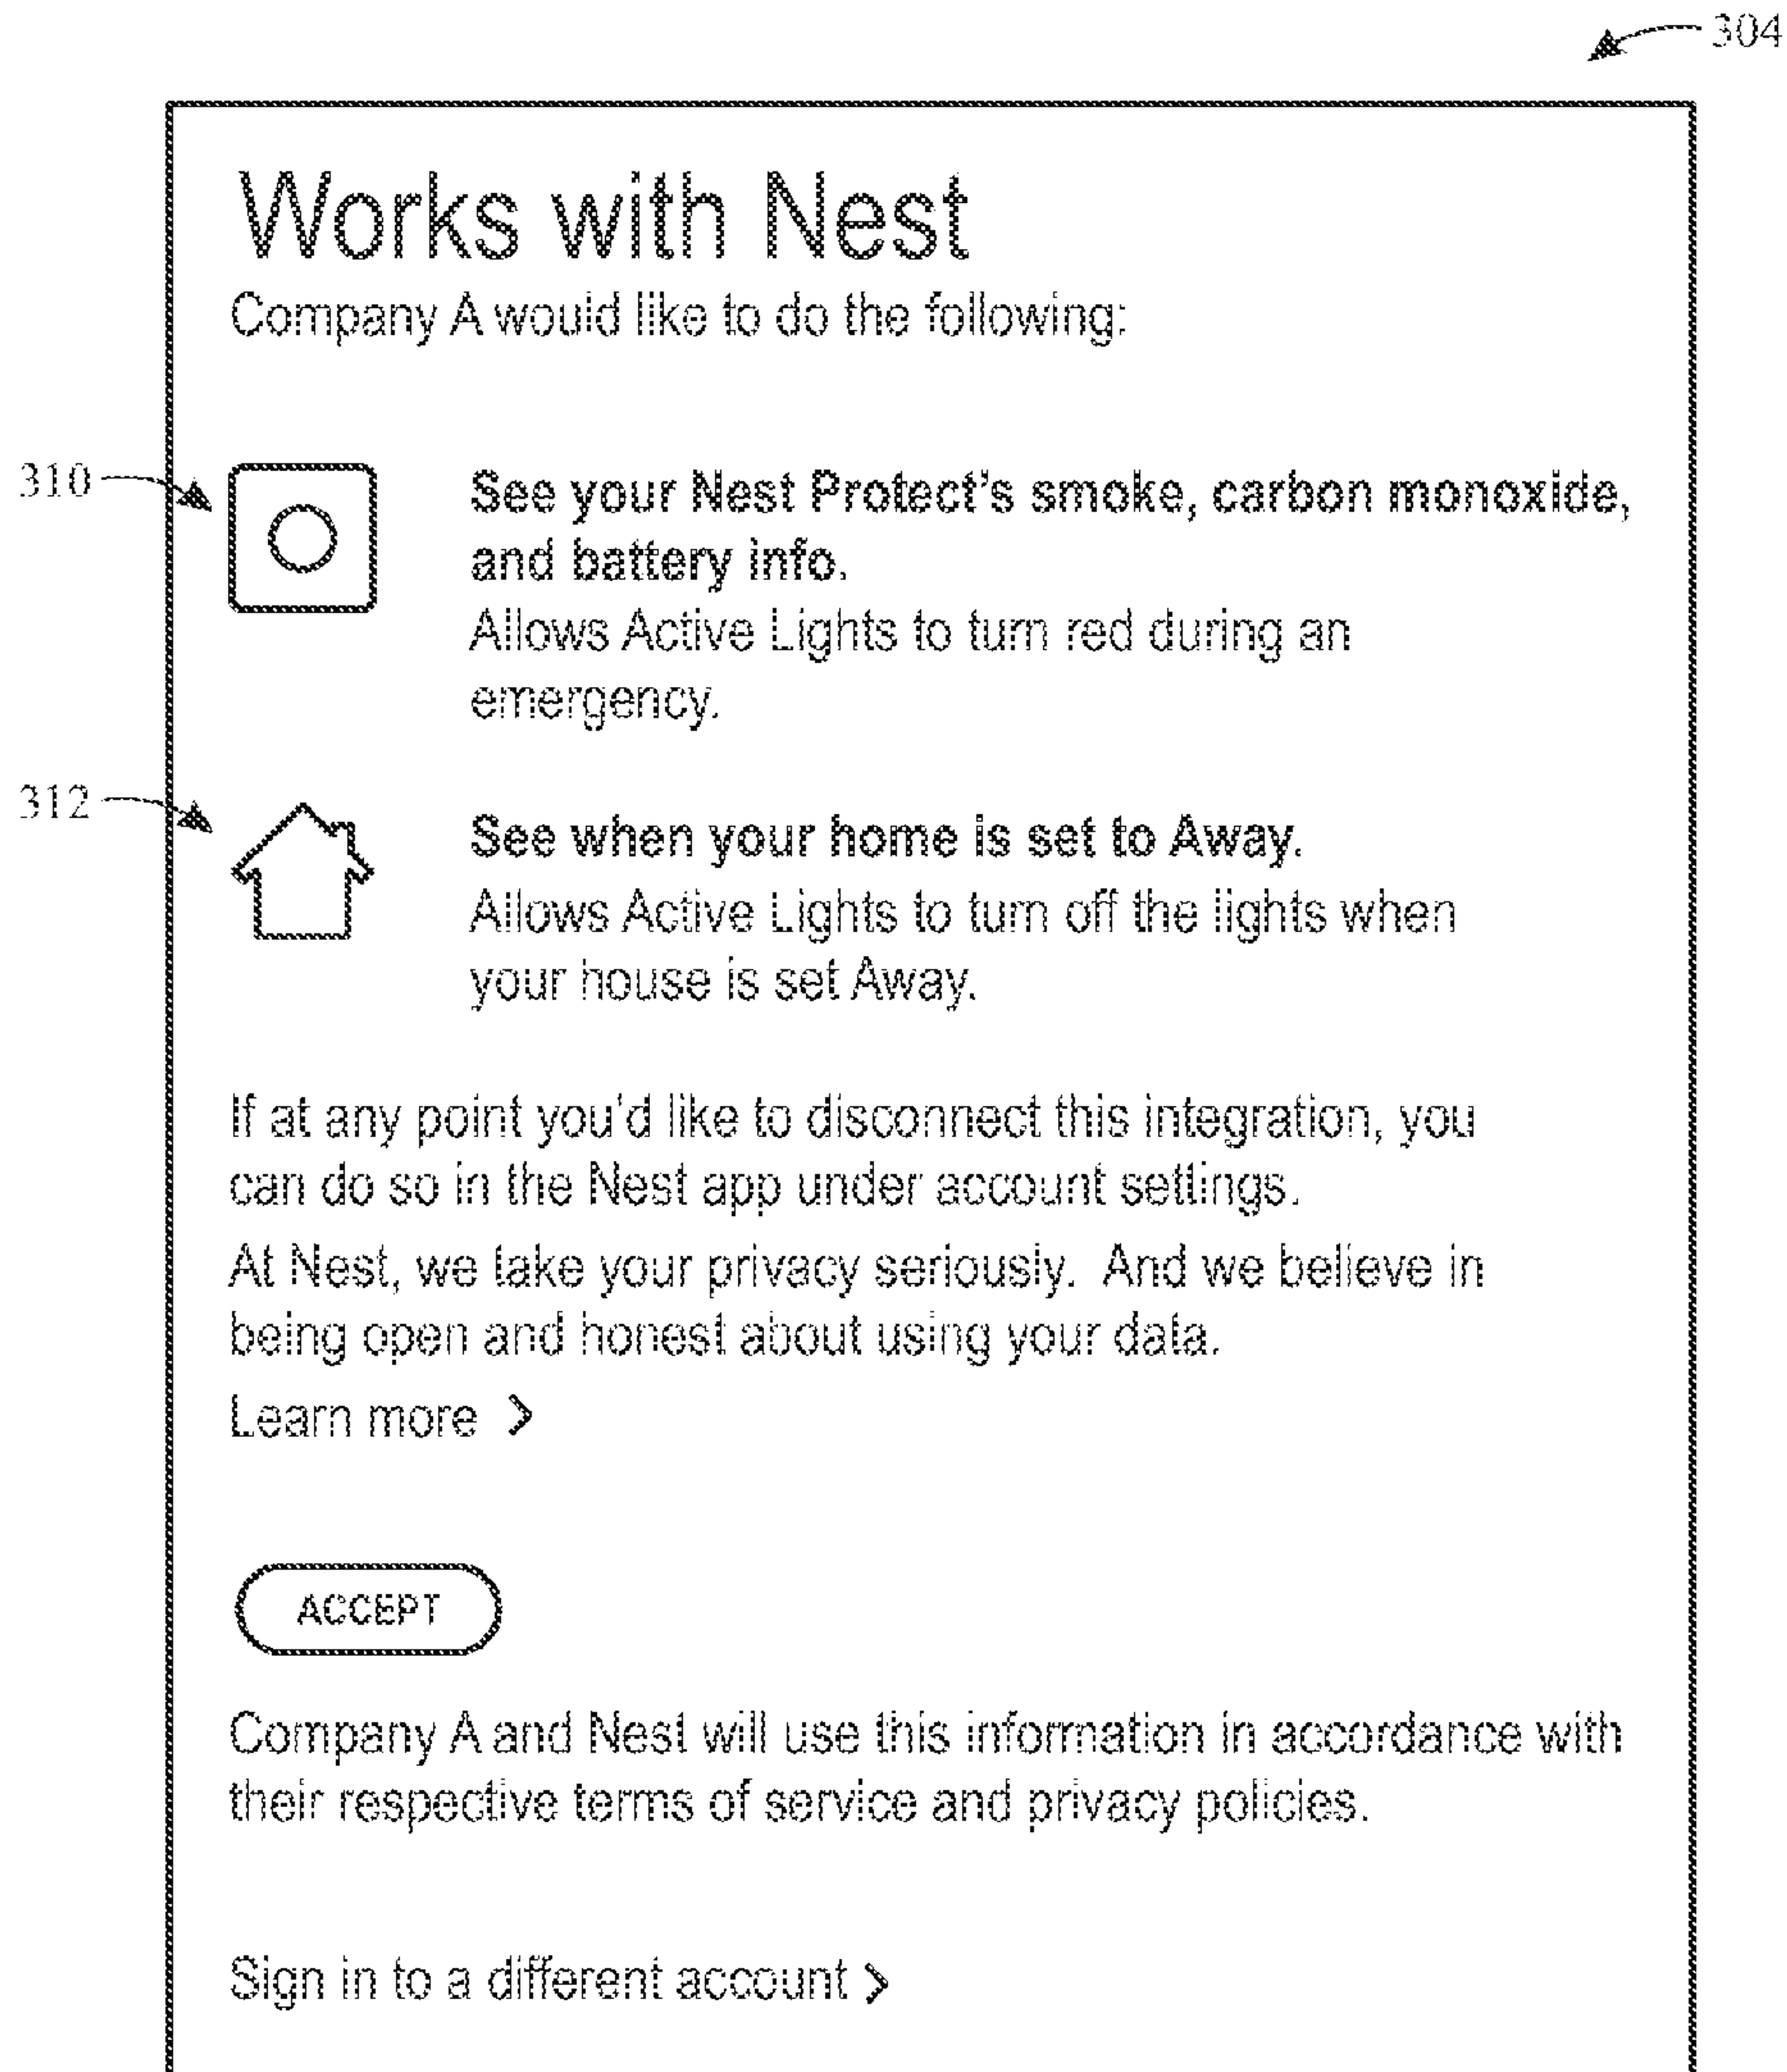 304
Works with Nest
Company A would like to do the following:
310
See your Nest Protect's smoke, carbon monoxide,
and battery info.
Allows Active Lights to turn red during an
emergency.
312
See when your home is set to Away.
Allows Active Lights to turn off the lights when
your house is set Away.
If at any point you'd like to disconnect this integration, you
can do so in the Nest app under account settings.
At Nest, we take your privacy seriously.  And we believe in
being open and honest about using your data.
Learn more >
ACCEPT
Company A and Nest will use this information in accordance with
their respective terms of service and privacy policies.
Sign in to a different account >